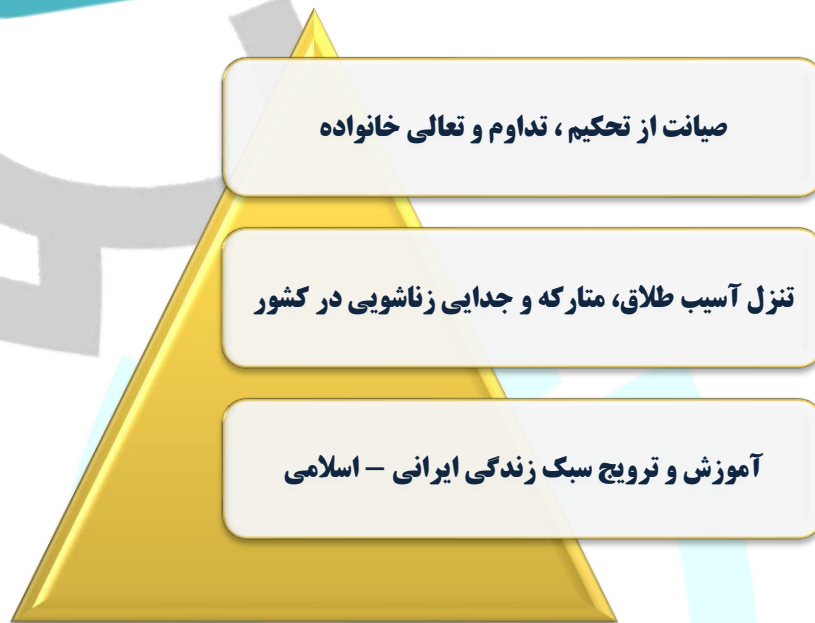 صیانت از تحکیم ، تداوم و تعالی خانواده
تنزل آسیب طلاق، متارکه و جدایی زناشویی در کشور
آموزش و ترویج سبک زندگی ایرانی – اسلامی